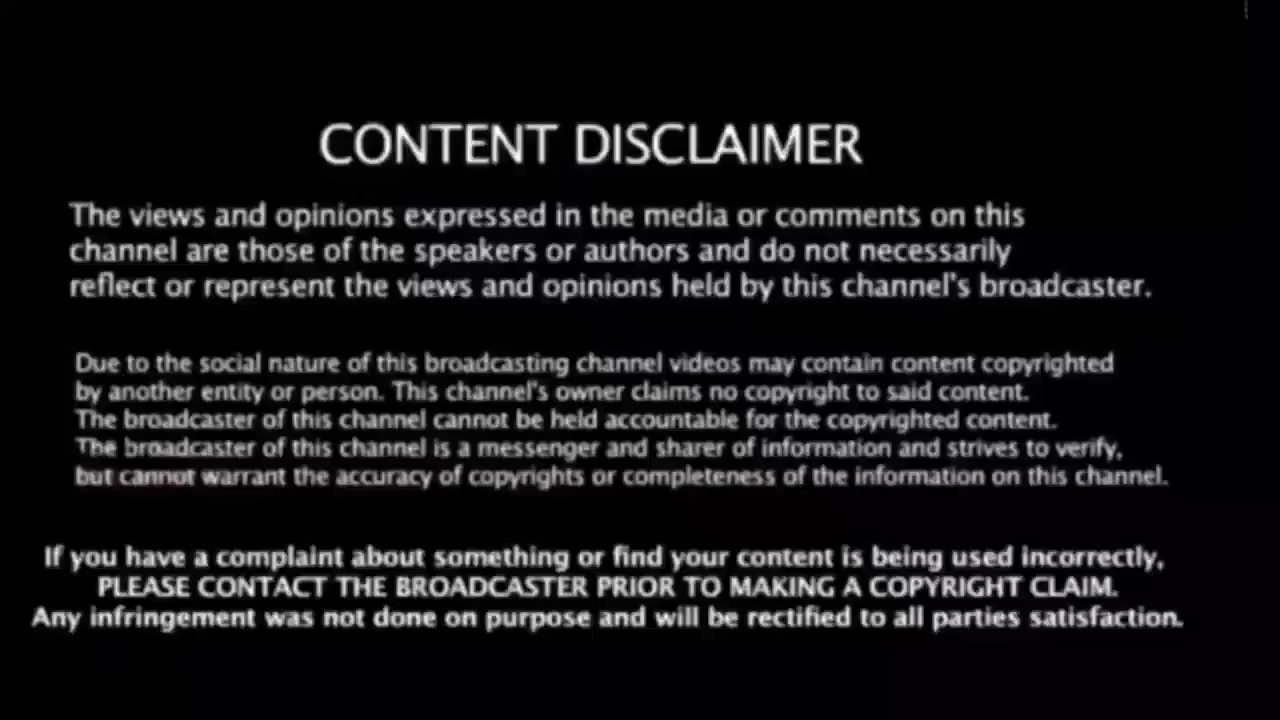 CONTENT DISCLAIMER
The views and opinions expressed in the media or comments on this
channel are those of the speakers or authors and do not necessarily
reflect or represent the views and opinions held by this channel's broadcaster.
Due to the social nature of this broadcasting channel videos may contain content copyrighted
by another entity or person. This channel's owner claims no copyright to said content.
The broadcaster of this channel cannot be held accountable for the copyrighted content.
The broadcaster of this channel is a messenger and sharer of information and strives to verify,
but cannot warrant the accuracy of copyrights or completeness of the information on this channel.
If you have a complaint about something or find your content is being used incorrectly,
PLEASE CONTACT THE BROADCASTER PRIOR TO MAKING A COPYRIGHT CLAIM.
Any infringement was not done on purpose and will be rectified to all parties satisfaction.